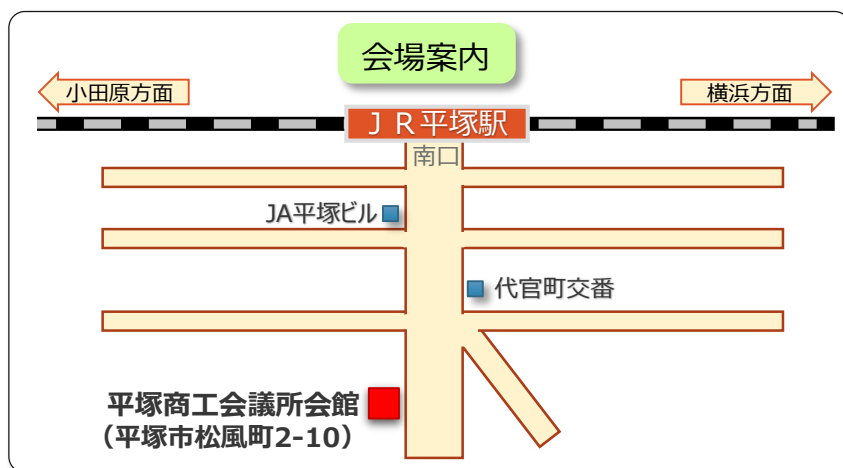 会場案内
小田原方面
横浜方面
ＪＲ平塚駅
南口
JA平塚ビル
代官町交番
平塚商工会議所会館
（平塚市松風町2-10）